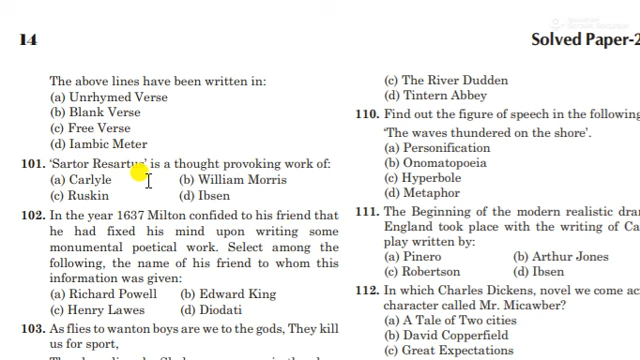 14
Solved Paper-2
The above lines have been written in:
(a) Unrhymed Verse
(b) Blank Verse
(c) Free Verse
(d) Iambic Meter
101. ‘Sartor Resartus’ is a thought provoking work of:
(a) Carlyle (b) William Morris
(c) Ruskin (d) Ibsen
102. In the year 1637 Milton confided to his friend that
he had fixed his mind upon writing some
monumental poetical work. Select among the
following, the name of his friend to whom this
information was given:
(a) Richard Powell (b) Edward King
(c) Henry Lawes (d) Diodati
103. As flies to wanton boys are we to the gods, They kill
us for sport,
(c) The River Dudden
(d) Tintern Abbey
110. Find out the figure of speech in the following
‘The waves thundered on the shore’.
(a) Personification
(b) Onomatopoeia
(c) Hyperbole
(d) Metaphor
111. The Beginning of the modern realistic dra
England took place with the writing of Ca
play written by:
(a) Pinero (b) Arthur Jones
(c) Robertson (d) Ibsen
112. In which Charles Dickens, novel we come ac
character called Mr. Micawber?
(a) A Tale of Two cities
(b) David Copperfield
(c) Great Expectations